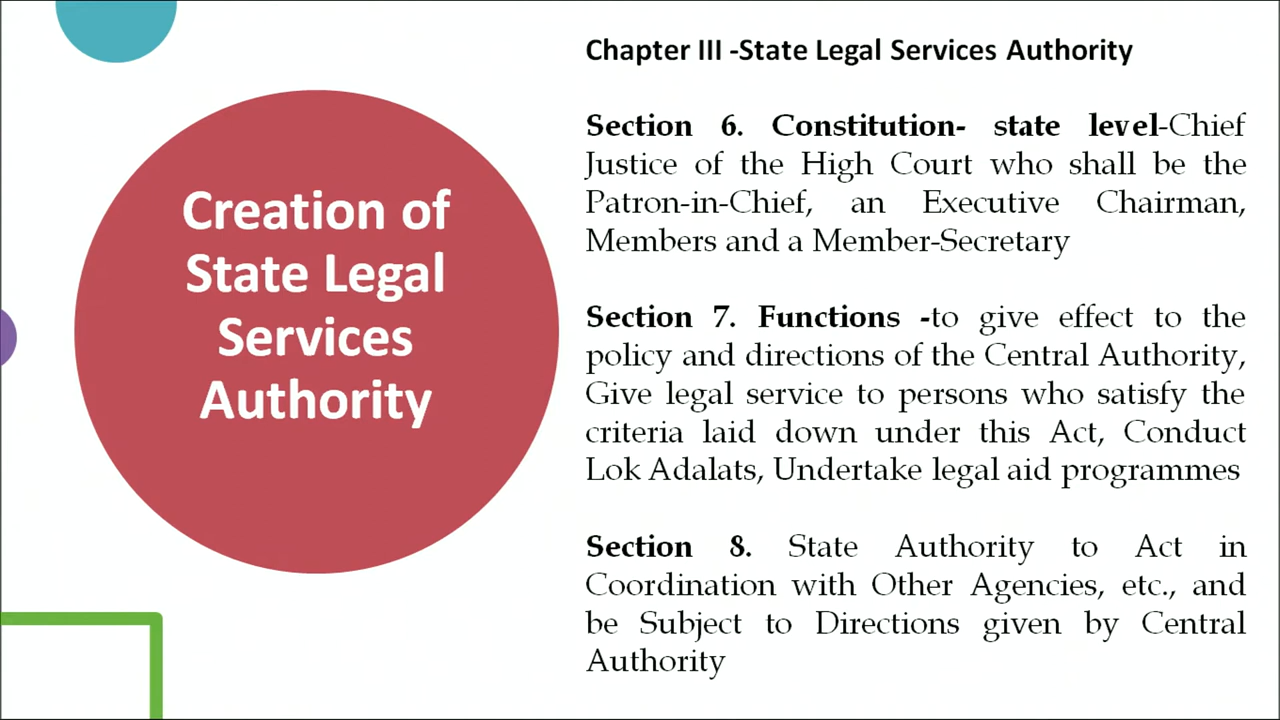 Creation of
State Legal
Services
Authority
Chapter III -State Legal Services Authority
Section 6. Constitution- state level-Chief
Justice of the High Court who shall be the
Patron-in-Chief, an Executive Chairman,
Members and a Member-Secretary
Section 7. Functions -to give effect to the
policy and directions of the Central Authority,
Give legal service to persons who satisfy the
criteria laid down under this Act, Conduct
Lok Adalats, Undertake legal aid programmes
Section 8. State Authority to Act in
Coordination with Other Agencies, etc., and
be Subject to Directions given by Central
Authority